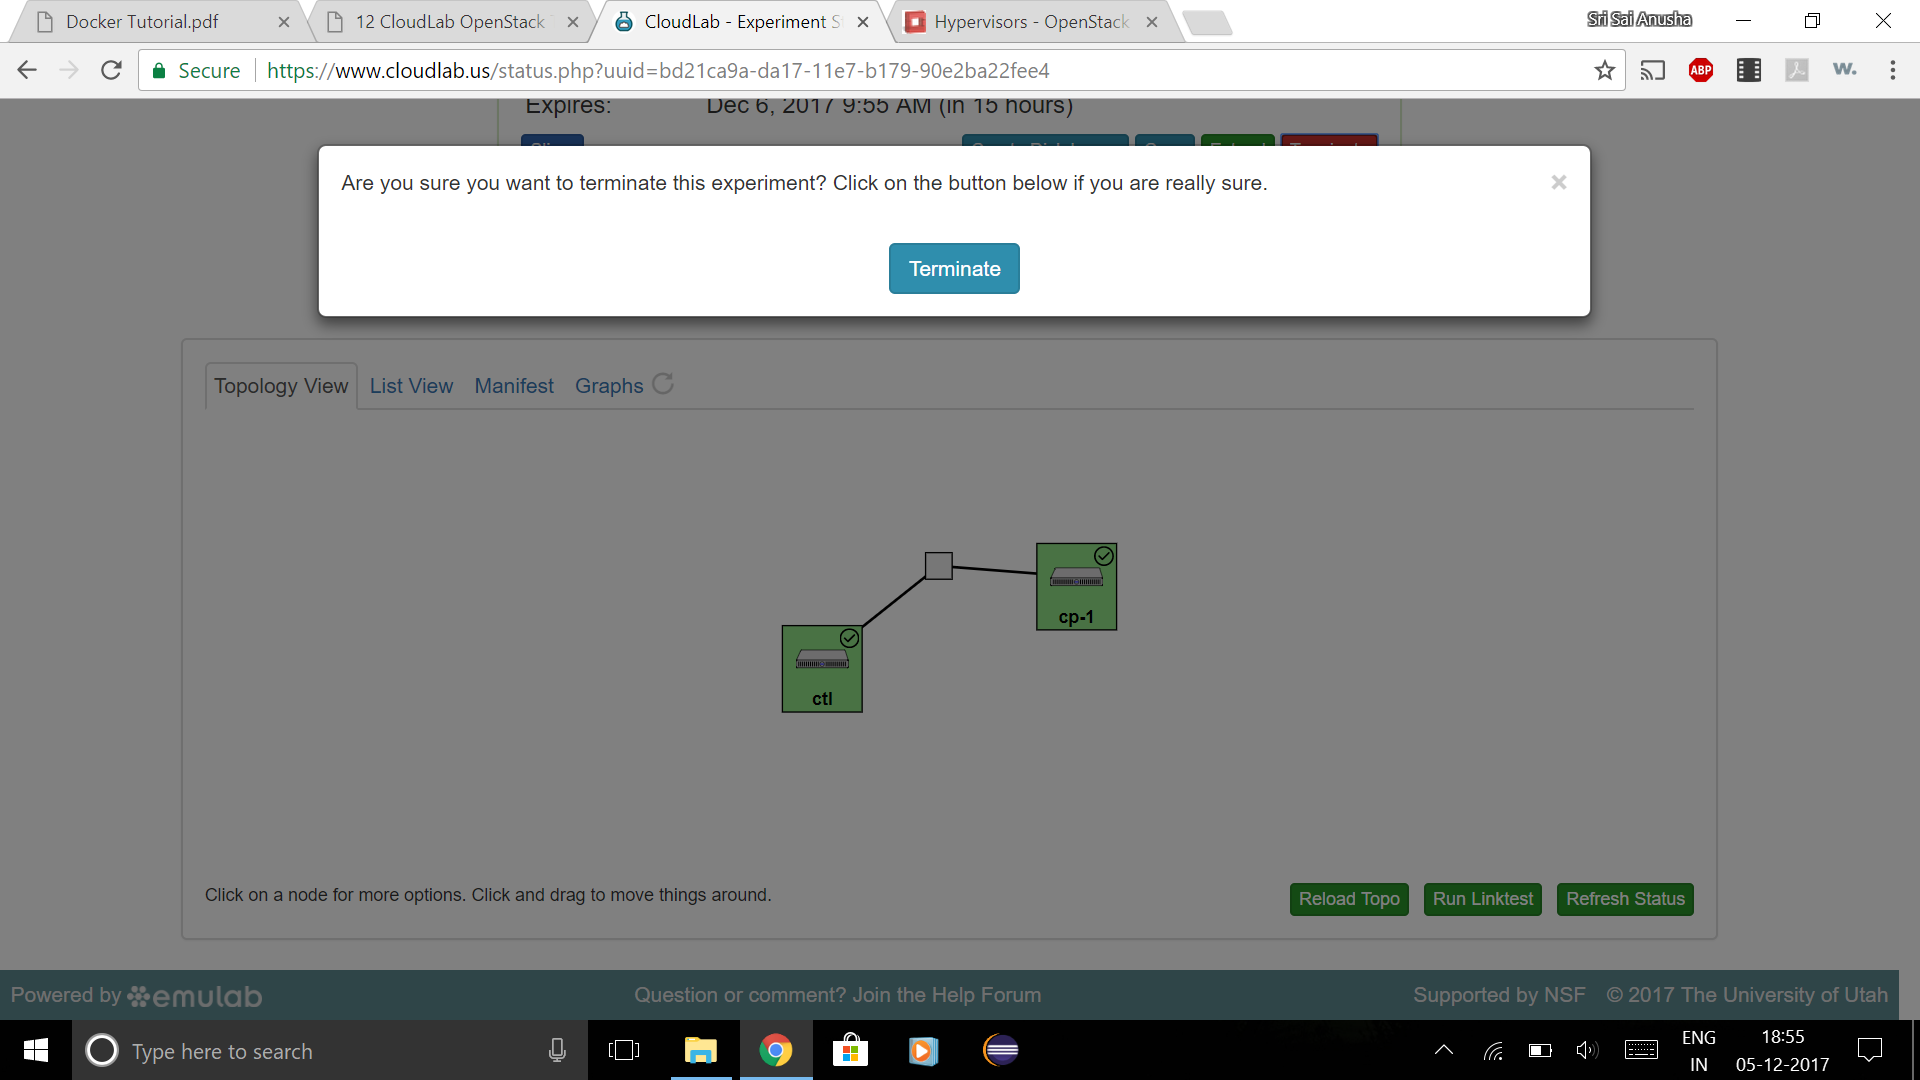 Docker Tutorial.pdf
12 CloudLab OpenStack
CloudLab - Experiment S
Hypervisors - OpenStack
Sri Sai Anusha
Secure
https://www.cloudlab.us/status.php?uuid=bd21ca9a-da17-11e7-b179-90e2ba22fee4
ABP
w.
Expires: Dec 6, 2017 9:55 AM (in 15 hours)
Are you sure you want to terminate this experiment? Click on the button below if you are really sure.
×
Terminate
Topology View
List View
Manifest
Graphs
cp-1
ctl
Click on a node for more options. Click and drag to move things around.
Reload Topo
Run Linktest
Refresh Status
Powered by emulab
Question or comment? Join the Help Forum
Supported by NSF © 2017 The University of Utah
Type here to search
ENG
IN
18:55
05-12-2017